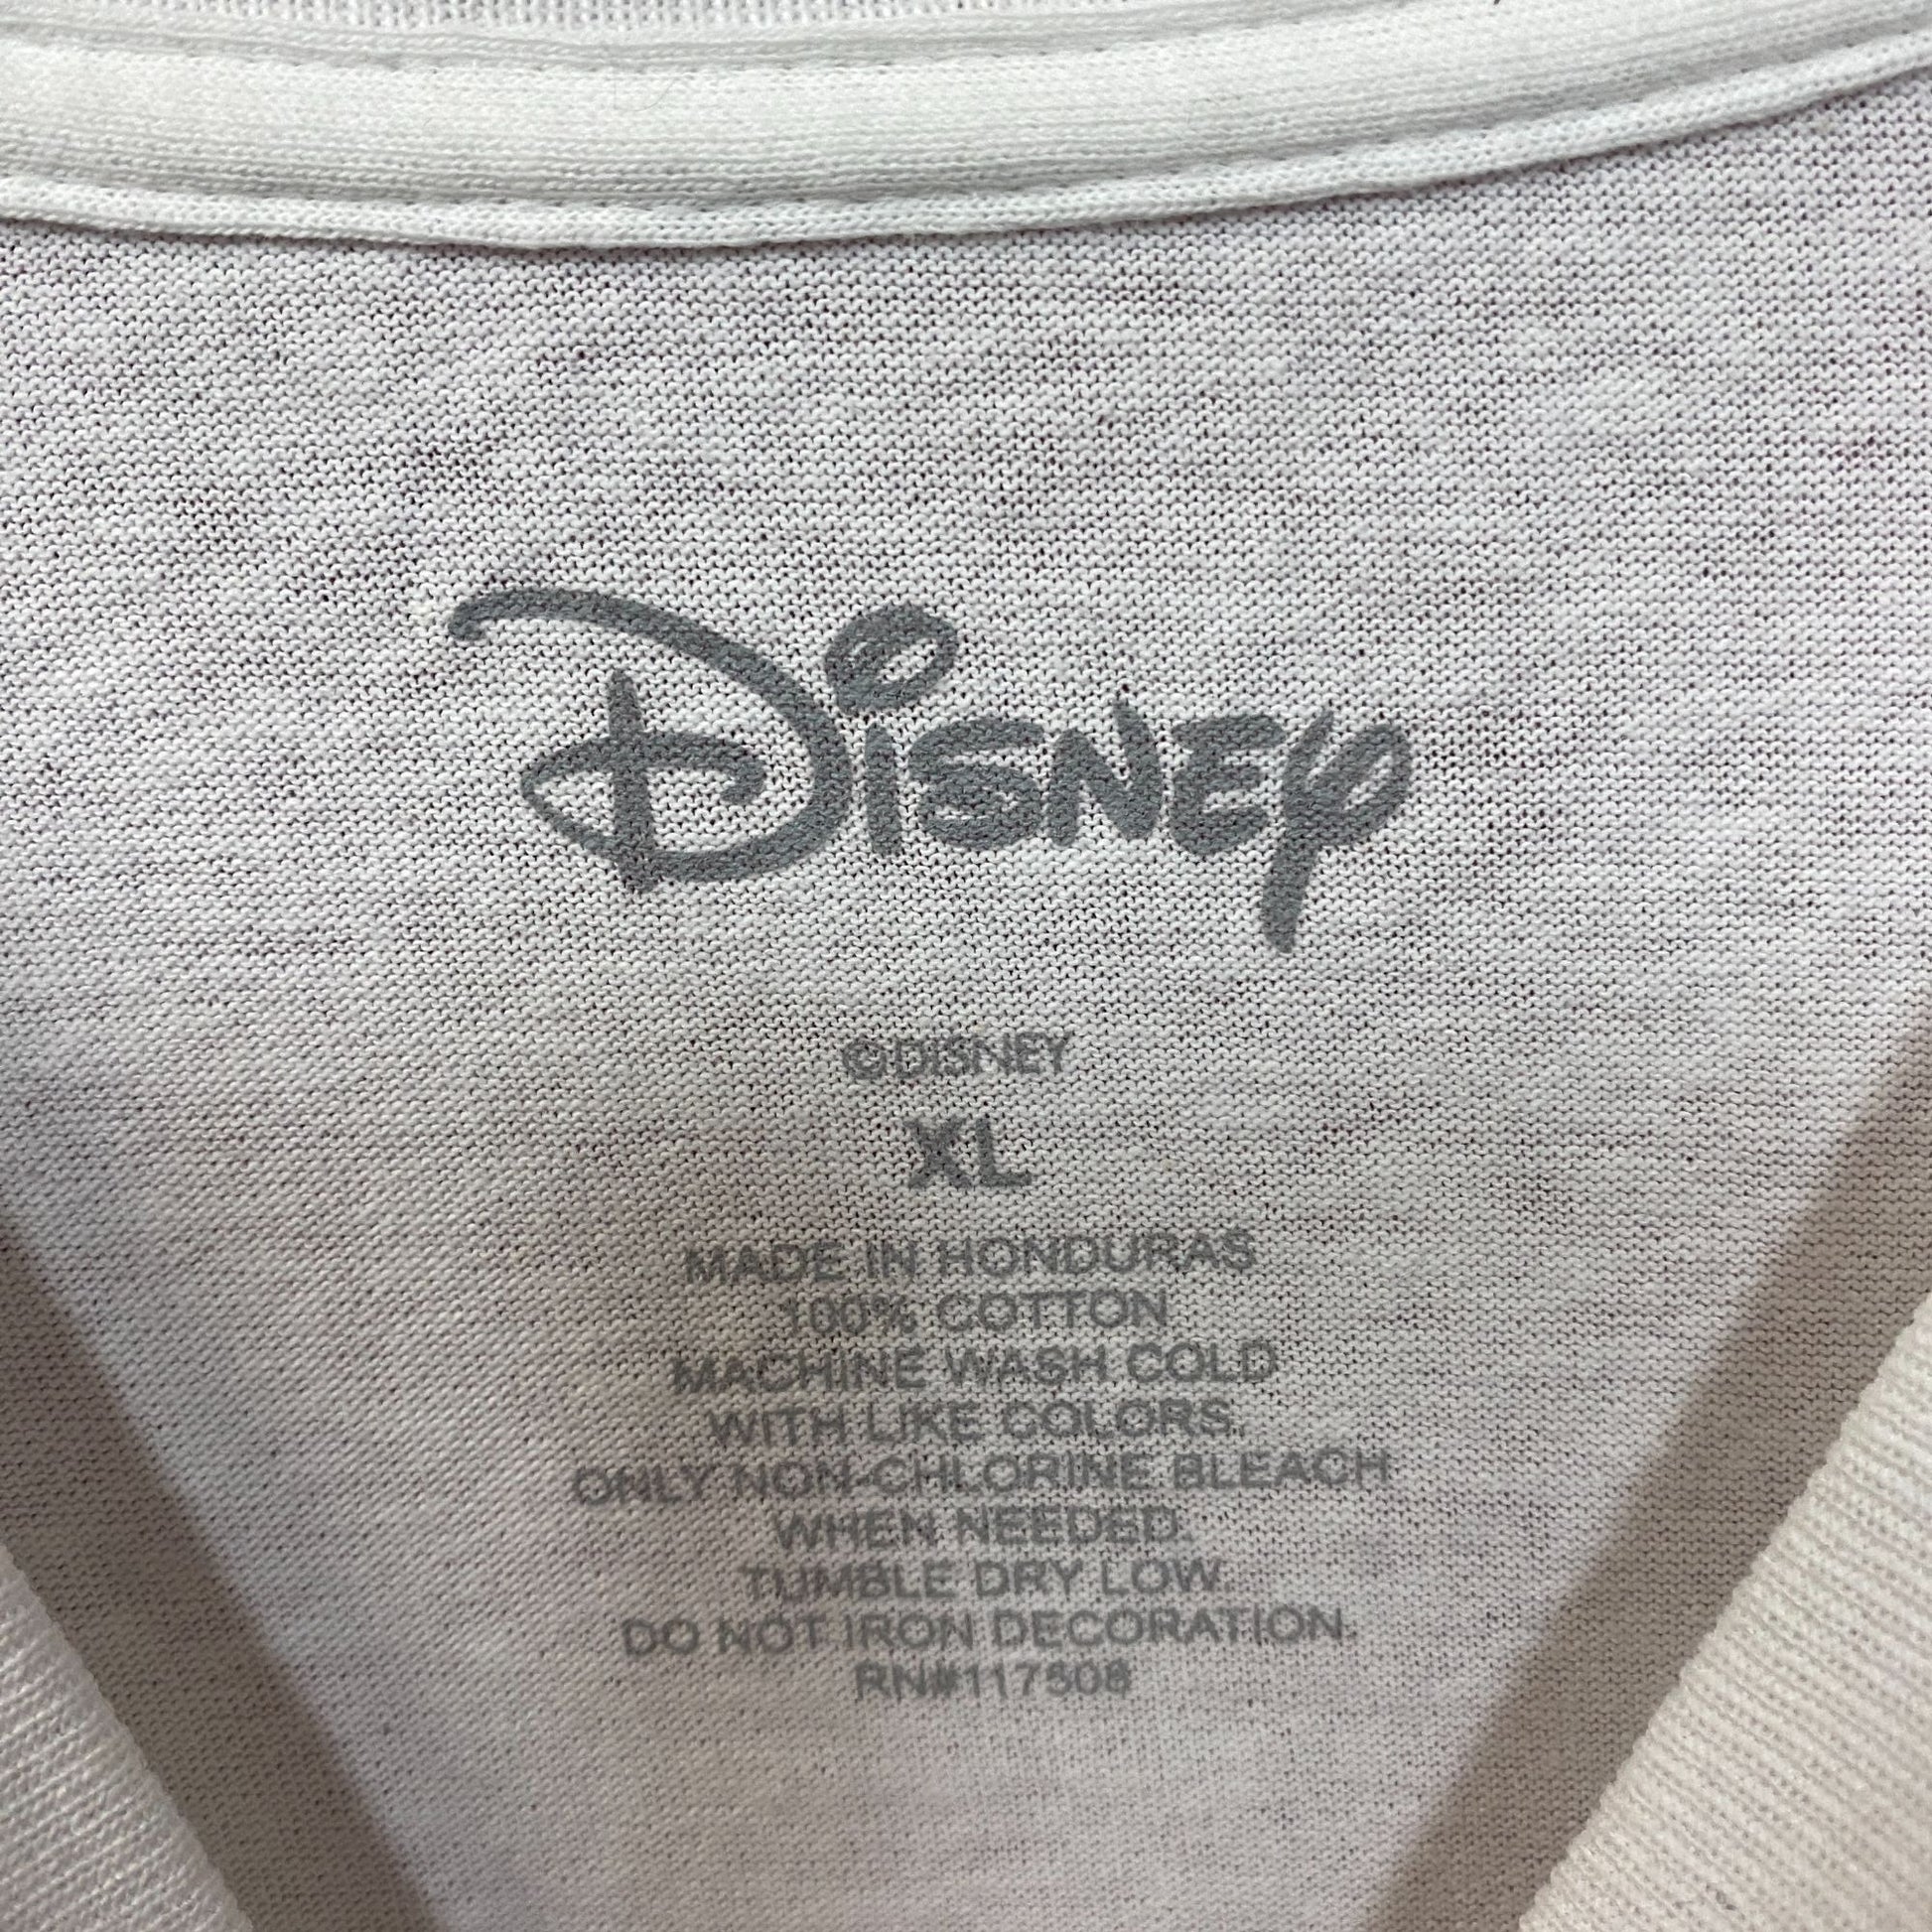 Disney
©DISNEY
XL
MADE IN HONDURAS
100% COTTON
MACHINE WASH COLD
WITH LIKE COLORS.
ONLY NON-CHLORINE BLEACH
WHEN NEEDED.
TUMBLE DRY LOW.
DO NOT IRON DECORATION.
RN#117508